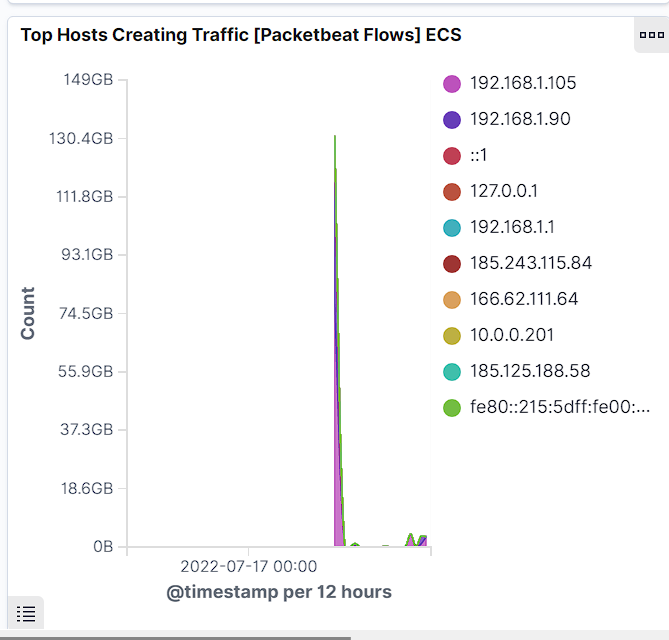 Top Hosts Creating Traffic [Packetbeat Flows] ECS
149GB
130.4GB
111.8GB
93.1GB
74.5GB
55.9GB
37.3GB
18.6GB
0B
Count
2022-07-17 00:00
@timestamp per 12 hours
192.168.1.105
192.168.1.90
::1
127.0.0.1
192.168.1.1
185.243.115.84
166.62.111.64
10.0.0.201
185.125.188.58
fe80::215:5dff:fe00:...